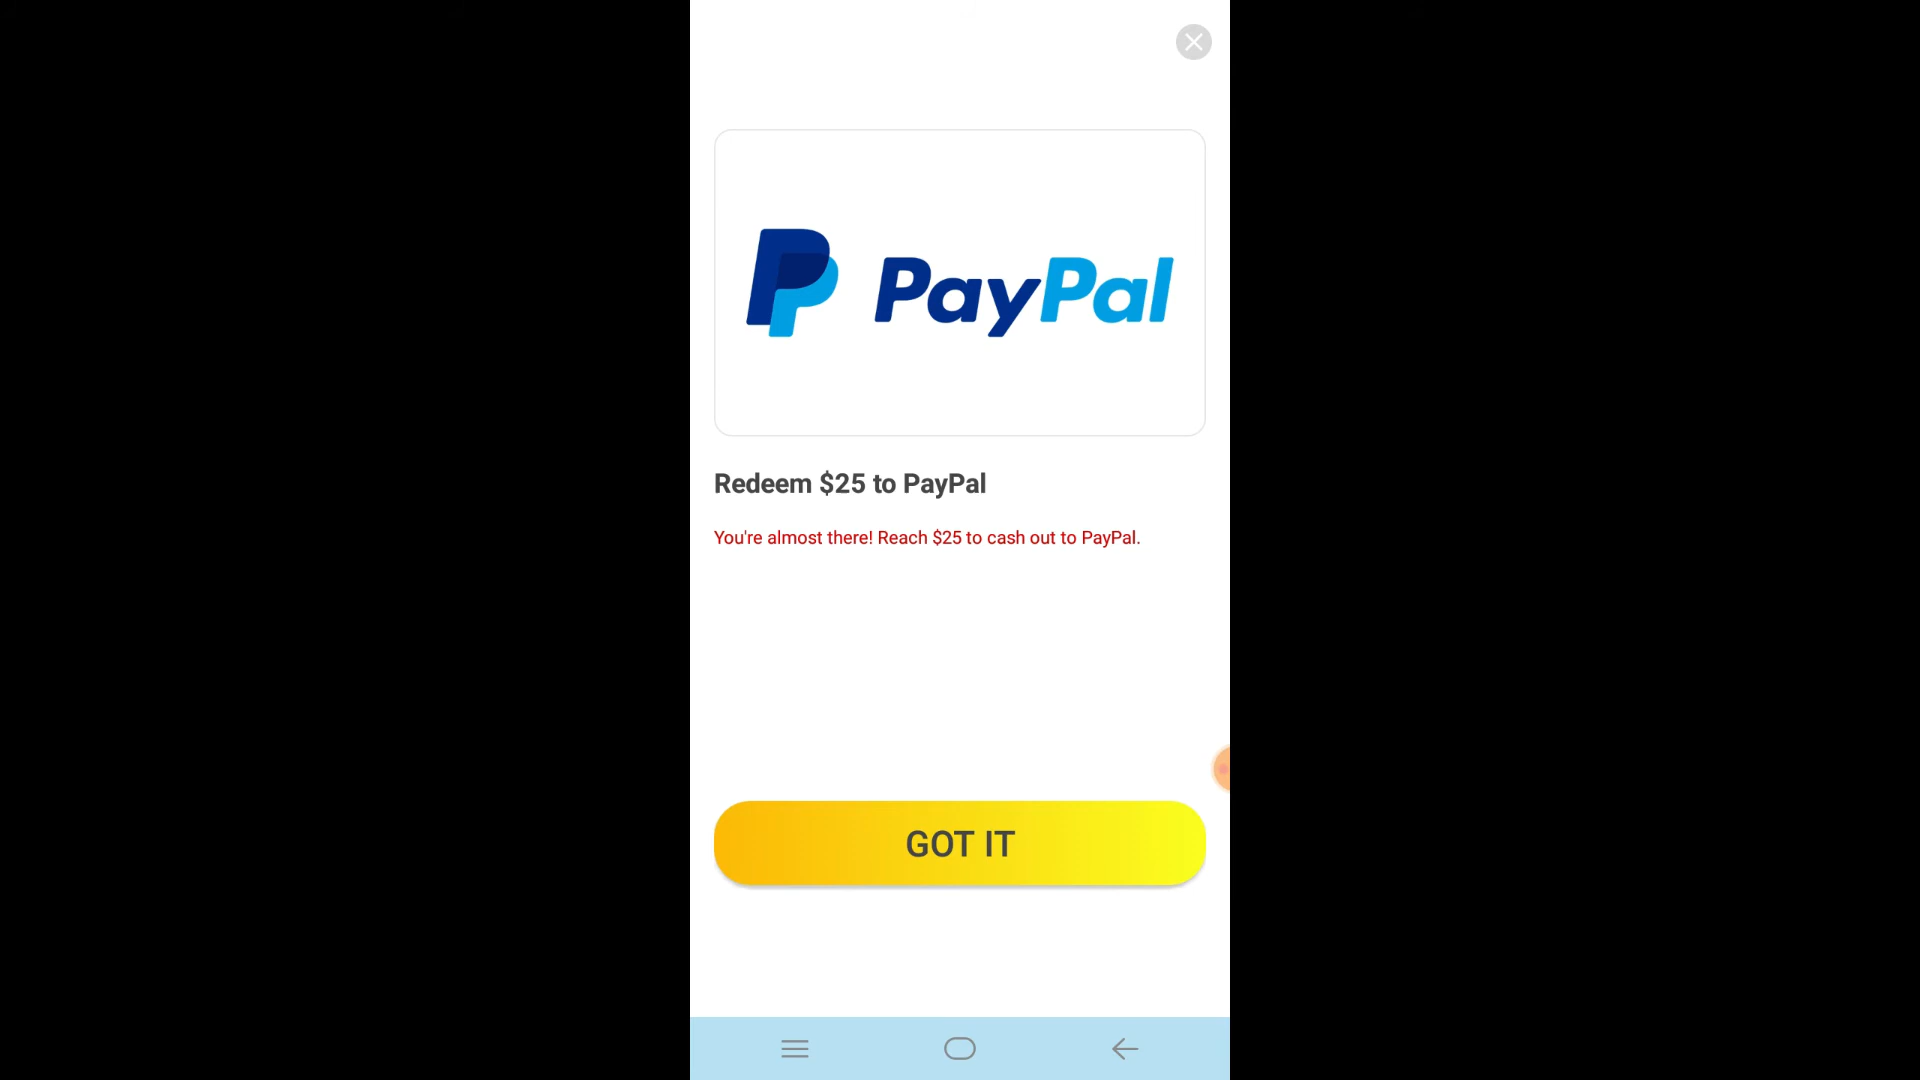 PayPal
Redeem $25 to PayPal
You're almost there! Reach $25 to cash out to PayPal.
GOT IT